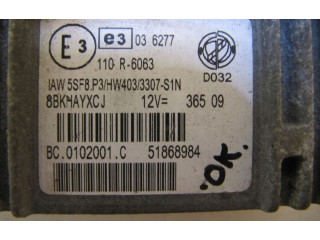 E3 e3 03 6277
110 R-6063 D032
IAW 5SF8.P3/HW403/3307-S1N
8BKHAYXCJ 12V= 365 09
BC.0102001.C 51868984
OK.